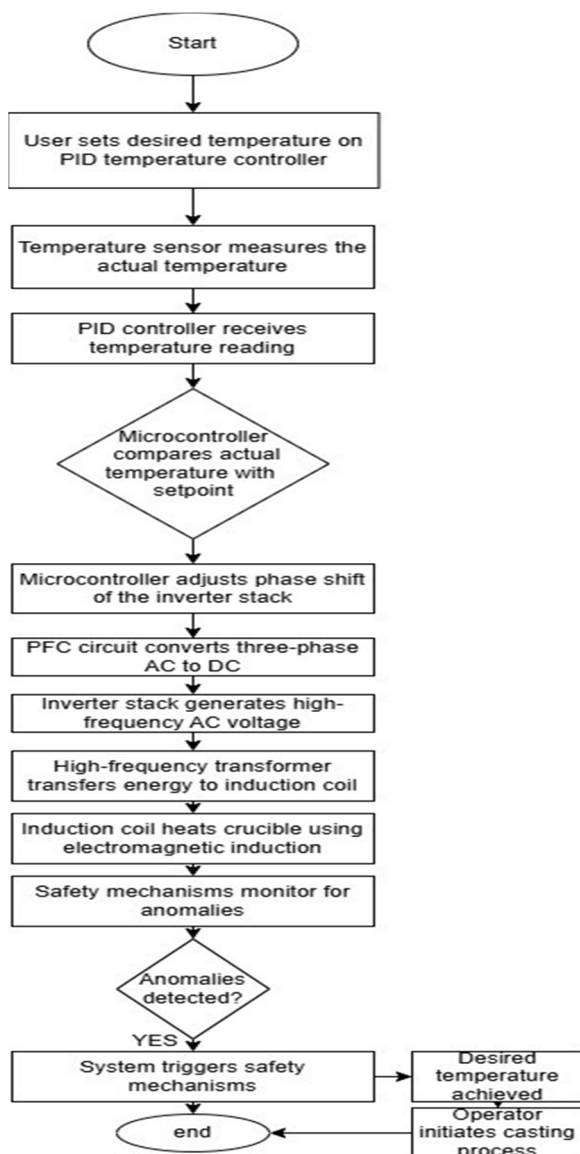 Start
User sets desired temperature on
PID temperature controller
Temperature sensor measures the
actual temperature
PID controller receives
temperature reading
Microcontroller
compares actual
temperature with
setpoint
Microcontroller adjusts phase shift
of the inverter stack
PFC circuit converts three-phase
AC to DC
Inverter stack generates high-
frequency AC voltage
High-frequency transformer
transfers energy to induction coil
Induction coil heats crucible using
electromagnetic induction
Safety mechanisms monitor for
anomalies
Anomalies
detected?
YES
System triggers safety
mechanisms
Desired
temperature
achieved
Operator
initiates casting
process
end